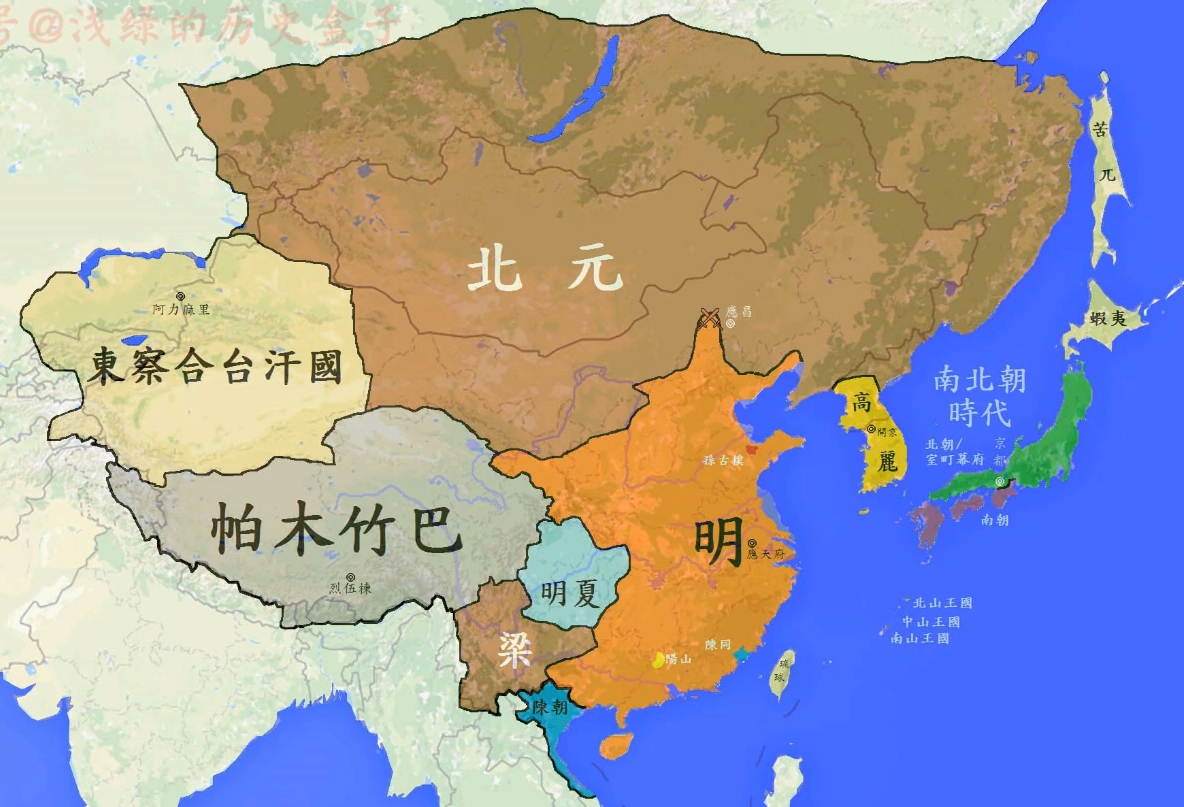 号@浅绿的历史盒子
苦兀
北元
阿力麻里
應昌
蝦夷
東察合台汗國
南北朝
時代
高麗
開京
北朝/
室町幕府
京都
孫古樸
南朝
帕木竹巴
明
應天府
烈伍棟
明夏
北山王國
中山王國
南山王國
梁
陳同
陽山
琉球
陳朝